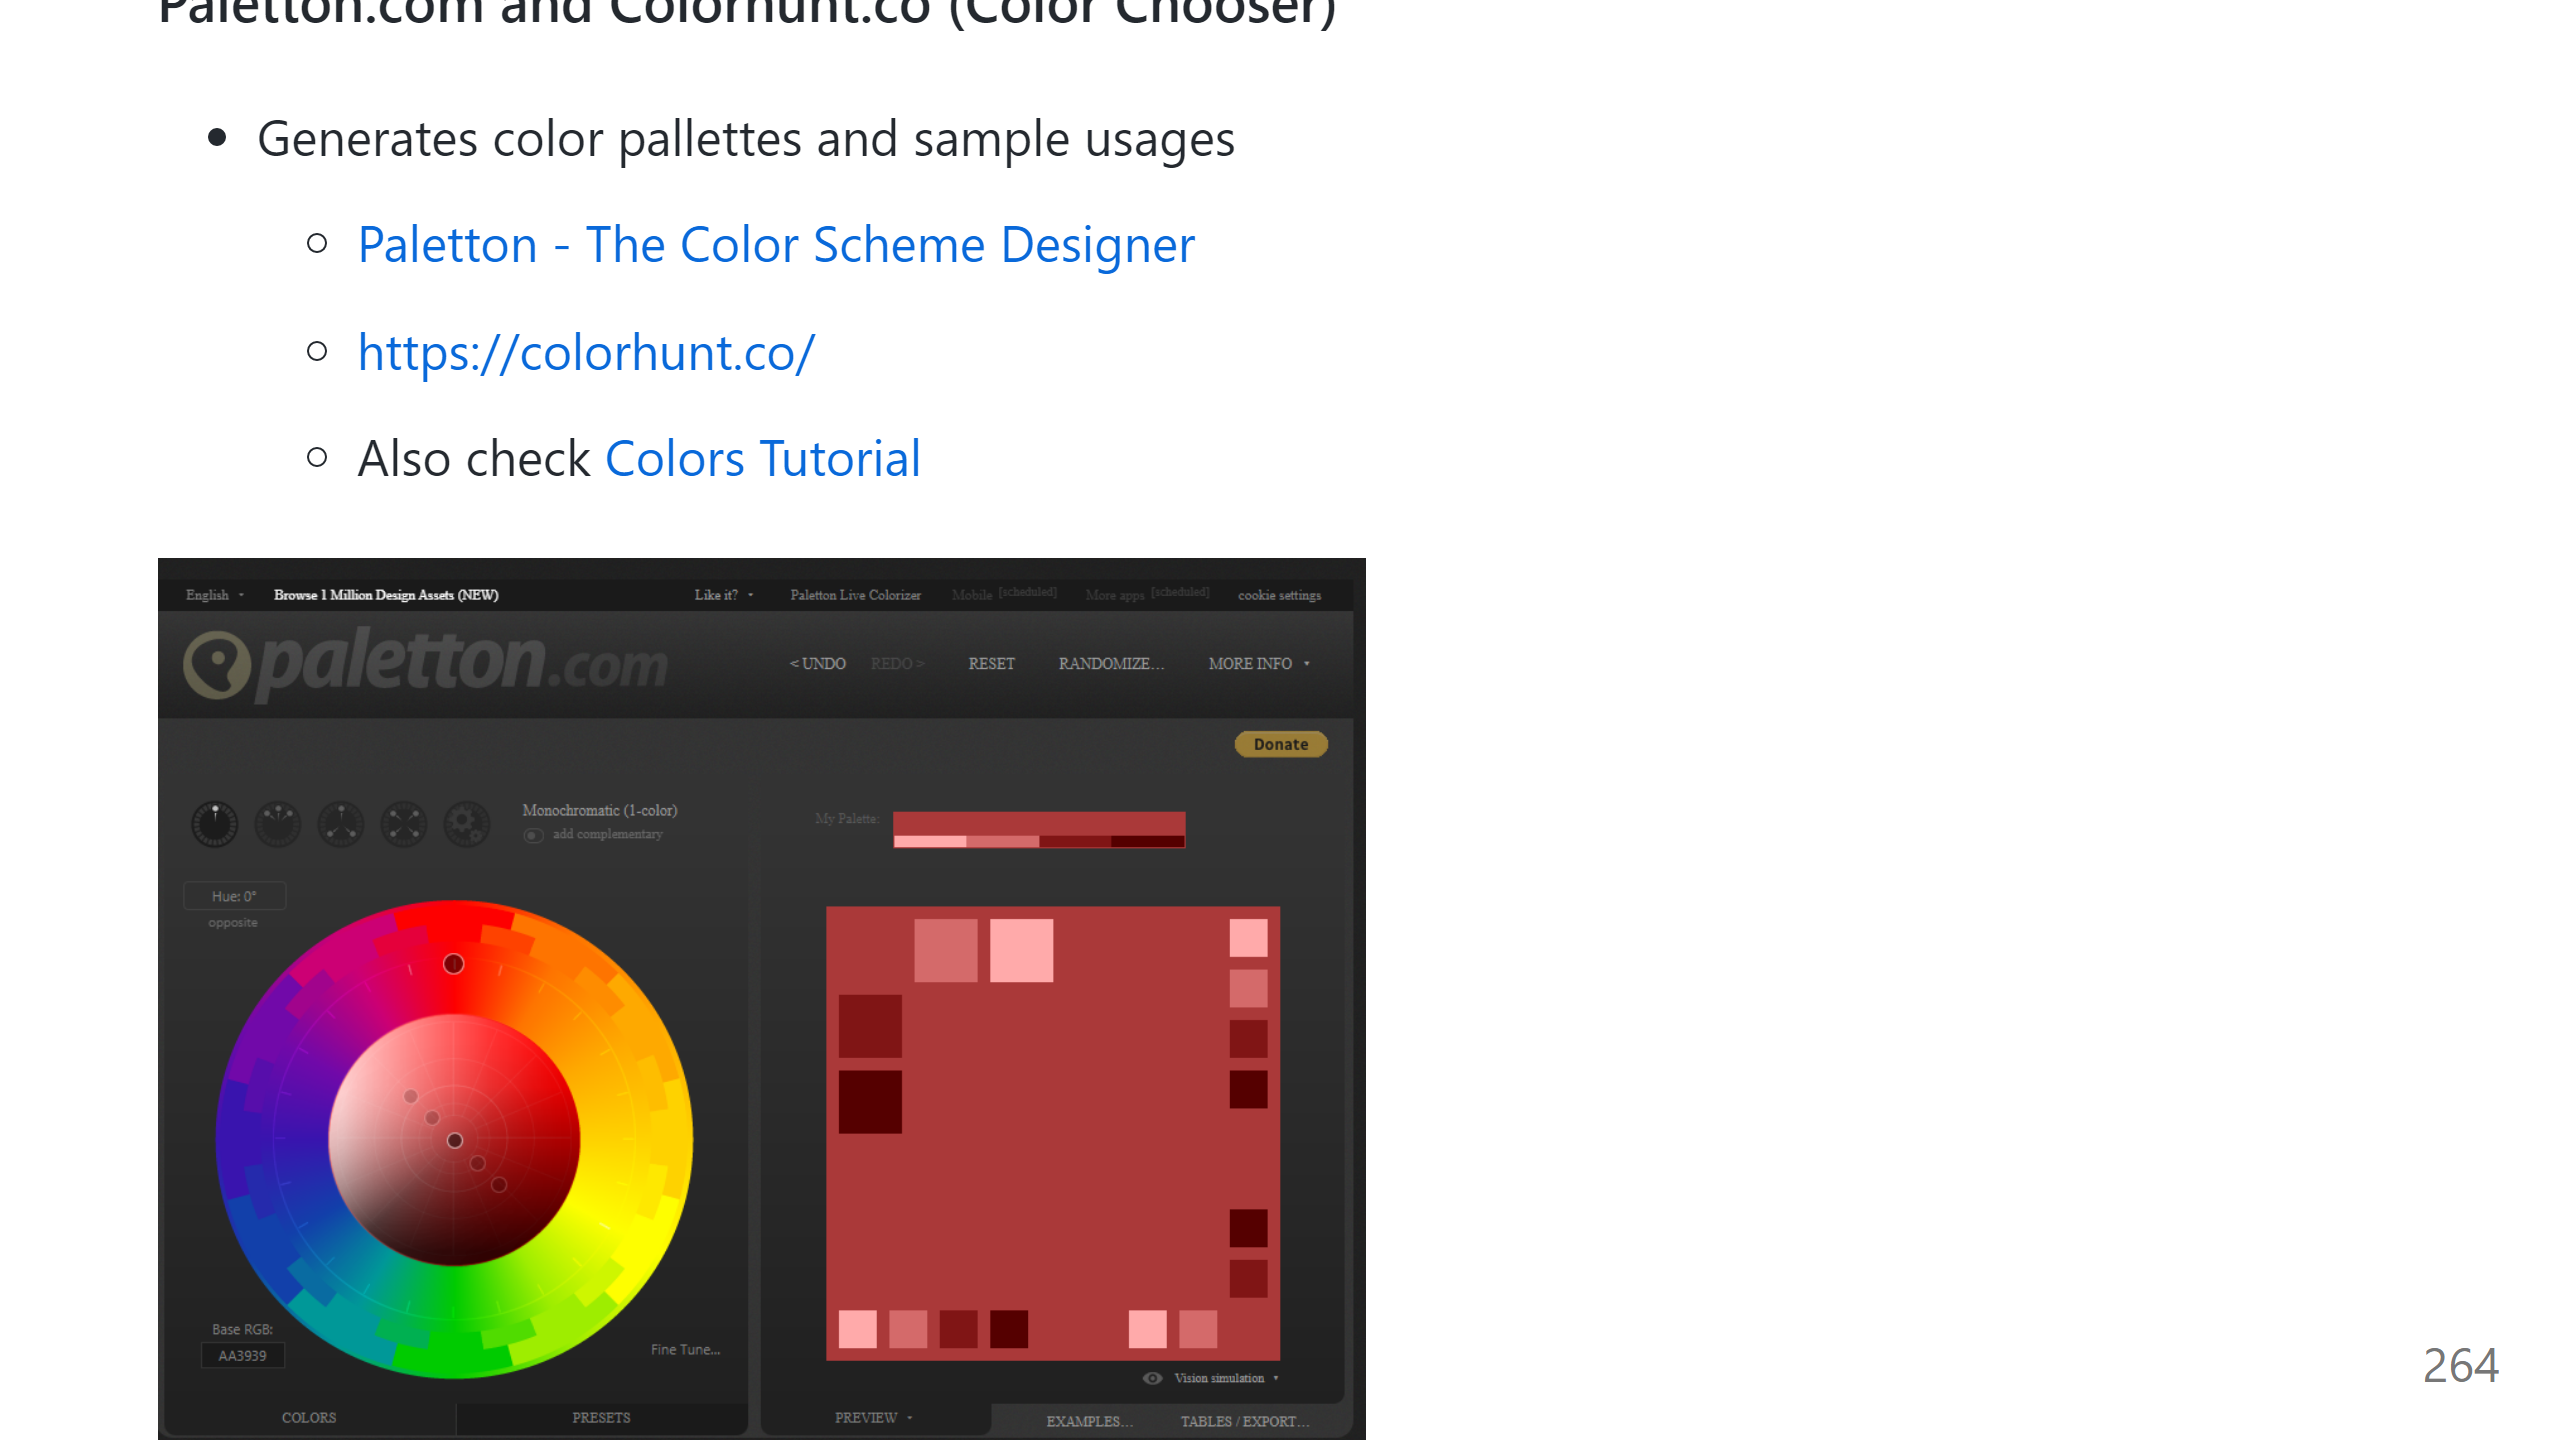 Paletton.com and Colorhunt.co (Color Chooser)
Generates color pallettes and sample usages
Paletton - The Color Scheme Designer
https://colorhunt.co/
Also check Colors Tutorial
English Browse 1 Million Design Assets (NEW) Like it? Paletton Live Colorizer Mobile [scheduled] More apps [scheduled] cookie settings
paletton.com < UNDO REDO > RESET RANDOMIZE... MORE INFO
Donate
Monochromatic (1-color)
add complementary
My Palette:
Hue: 0°
opposite
Base RGB:
AA3939
Fine Tune...
Vision simulation
COLORS PRESETS PREVIEW EXAMPLES... TABLES / EXPORT...
264